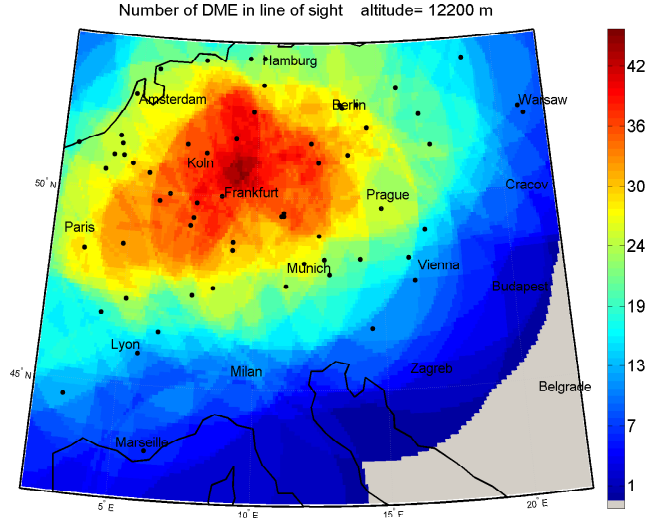 Number of DME in line of sight    altitude= 12200 m
Hamburg
Amsterdam
Berlin
Warsaw
Koln
Frankfurt
Prague
Cracov
Paris
Munich
Vienna
Budapest
Lyon
Milan
Zagreb
Belgrade
Marseille
50° N
45° N
5° E
10° E
15° E
20° E
42
36
30
24
19
13
7
1